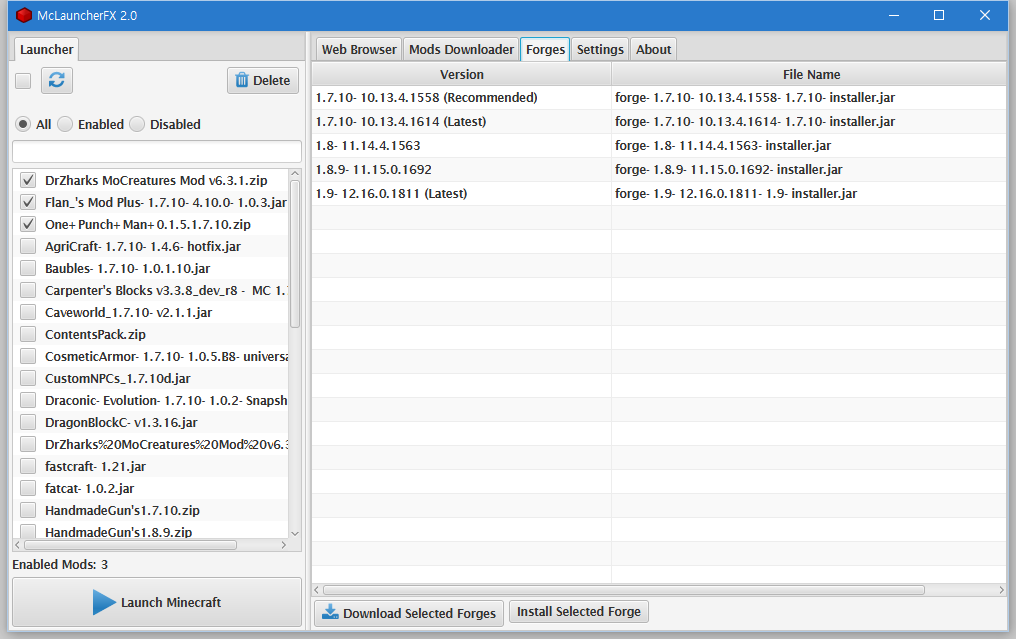 McLauncherFX 2.0
Launcher
Delete
All Enabled Disabled
DrZharks MoCreatures Mod v6.3.1.zip
Flan_'s Mod Plus- 1.7.10- 4.10.0- 1.0.3.jar
One+ Punch+ Man+ 0.1.5.1.7.10.zip
AgriCraft- 1.7.10- 1.4.6- hotfix.jar
Baubles- 1.7.10- 1.0.1.10.jar
Carpenter's Blocks v3.3.8_dev_r8 - MC 1.
Caveworld_1.7.10- v2.1.1.jar
ContentsPack.zip
CosmeticArmor- 1.7.10- 1.0.5.B8- universa
CustomNPCs_1.7.10d.jar
Draconic- Evolution- 1.7.10- 1.0.2- Snapsh
DragonBlockC- v1.3.16.jar
DrZharks%20MoCreatures%20Mod%20v6.3
fastcraft- 1.21.jar
fatcat- 1.0.2.jar
HandmadeGun's1.7.10.zip
HandmadeGun's1.8.9.zip
Enabled Mods: 3
Launch Minecraft
Web Browser Mods Downloader Forges Settings About
Version File Name
1.7.10- 10.13.4.1558 (Recommended) forge- 1.7.10- 10.13.4.1558- 1.7.10- installer.jar
1.7.10- 10.13.4.1614 (Latest) forge- 1.7.10- 10.13.4.1614- 1.7.10- installer.jar
1.8- 11.14.4.1563 forge- 1.8- 11.14.4.1563- installer.jar
1.8.9- 11.15.0.1692 forge- 1.8.9- 11.15.0.1692- installer.jar
1.9- 12.16.0.1811 (Latest) forge- 1.9- 12.16.0.1811- 1.9- installer.jar
Download Selected Forges Install Selected Forge